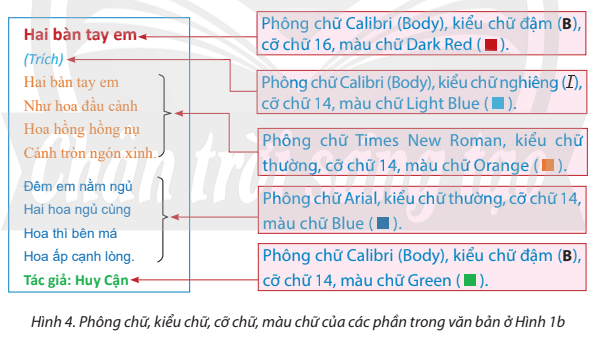 Hai bàn tay em
(Trích)
Hai bàn tay em
Như hoa đầu cành
Hoa hồng hồng nụ
Cánh tròn ngón xinh.
Đêm em nằm ngủ
Hai hoa ngủ cùng
Hoa thì bên má
Hoa ấp cạnh lòng.
Tác giả: Huy Cận
Phông chữ Calibri (Body), kiểu chữ đậm (B),
cỡ chữ 16, màu chữ Dark Red ( ).
Phông chữ Calibri (Body), kiểu chữ nghiêng (I),
cỡ chữ 14, màu chữ Light Blue ( ).
Phông chữ Times New Roman, kiểu chữ
thường, cỡ chữ 14, màu chữ Orange ( ).
Phông chữ Arial, kiểu chữ thường, cỡ chữ 14,
màu chữ Blue ( ).
Phông chữ Calibri (Body), kiểu chữ đậm (B),
cỡ chữ 14, màu chữ Green ( ).
Chân trời sáng tạo
Hình 4. Phông chữ, kiểu chữ, cỡ chữ, màu chữ của các phần trong văn bản ở Hình 1b